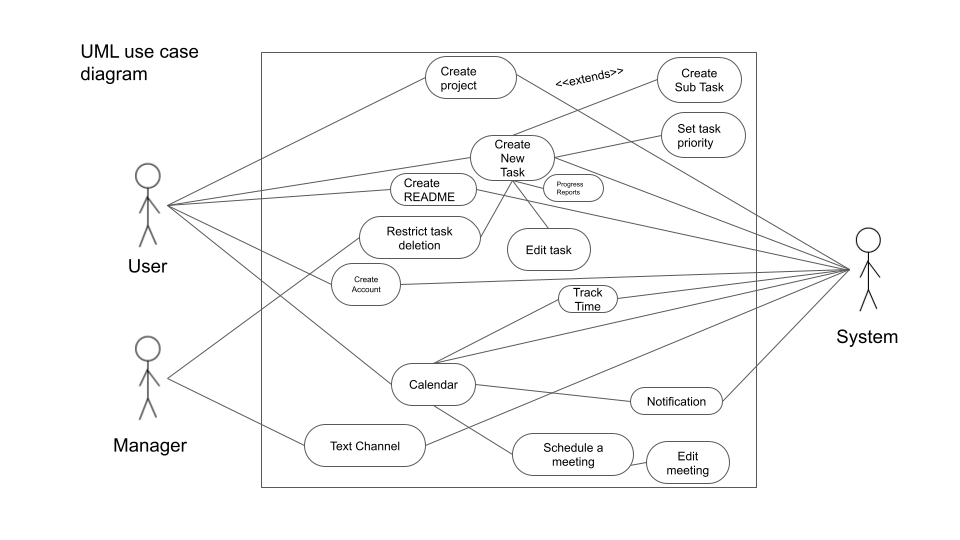 UML use case
diagram
Create
project
<<extends>>
Create
Sub Task
Set task
priority
Create
New
Task
Progress
Reports
Create
README
Restrict task
deletion
Edit task
User
Create
Account
Track
Time
System
Calendar
Notification
Manager
Text Channel
Schedule a
meeting
Edit
meeting